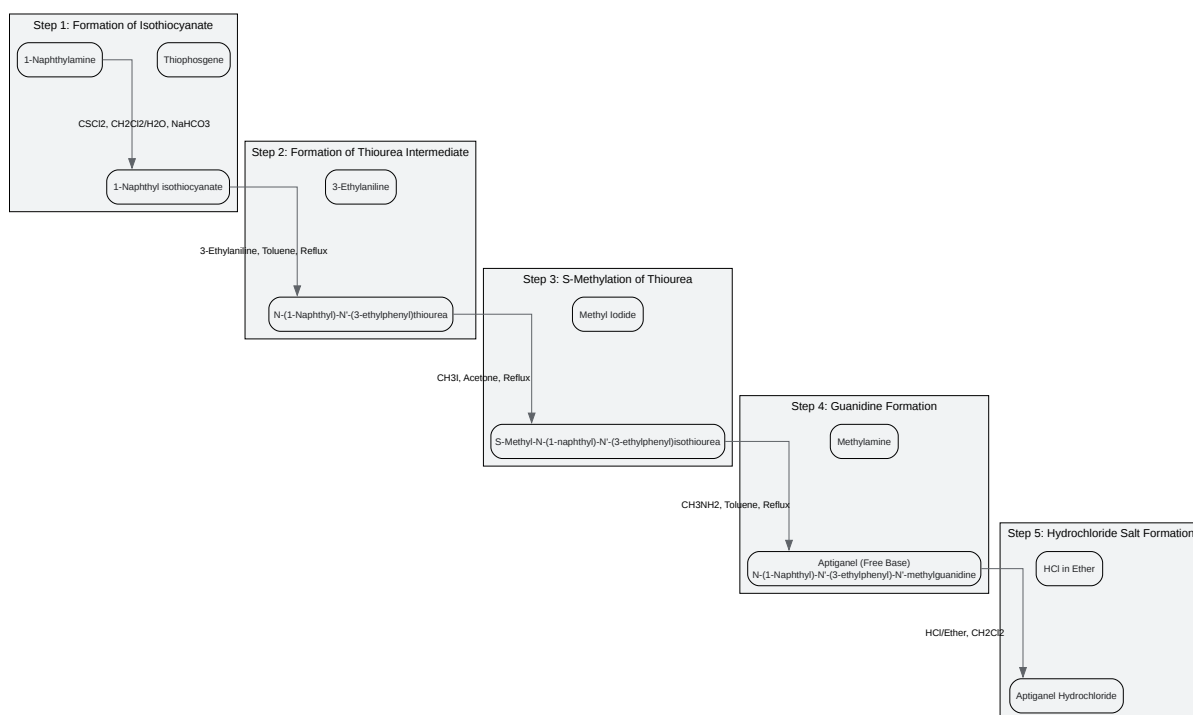 Step 1: Formation of Isothiocyanate
1-Naphthylamine
Thiophosgene
CSCl2, CH2Cl2/H2O, NaHCO3
1-Naphthyl isothiocyanate
Step 2: Formation of Thiourea Intermediate
3-Ethylaniline
3-Ethylaniline, Toluene, Reflux
N-(1-Naphthyl)-N'-(3-ethylphenyl)thiourea
Step 3: S-Methylation of Thiourea
Methyl Iodide
CH3I, Acetone, Reflux
S-Methyl-N-(1-naphthyl)-N'-(3-ethylphenyl)isothiourea
Step 4: Guanidine Formation
Methylamine
CH3NH2, Toluene, Reflux
Aptiganel (Free Base)
N-(1-Naphthyl)-N'-(3-ethylphenyl)-N'-methylguanidine
Step 5: Hydrochloride Salt Formation
HCl in Ether
HCl/Ether, CH2Cl2
Aptiganel Hydrochloride